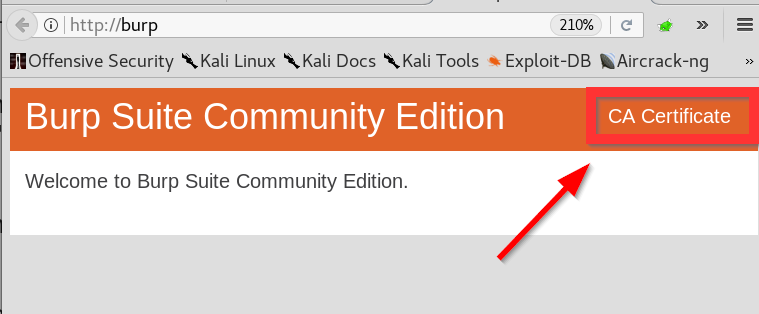 http://burp 210%
Offensive Security Kali Linux Kali Docs Kali Tools Exploit-DB Aircrack-ng
Burp Suite Community Edition CA Certificate
Welcome to Burp Suite Community Edition.